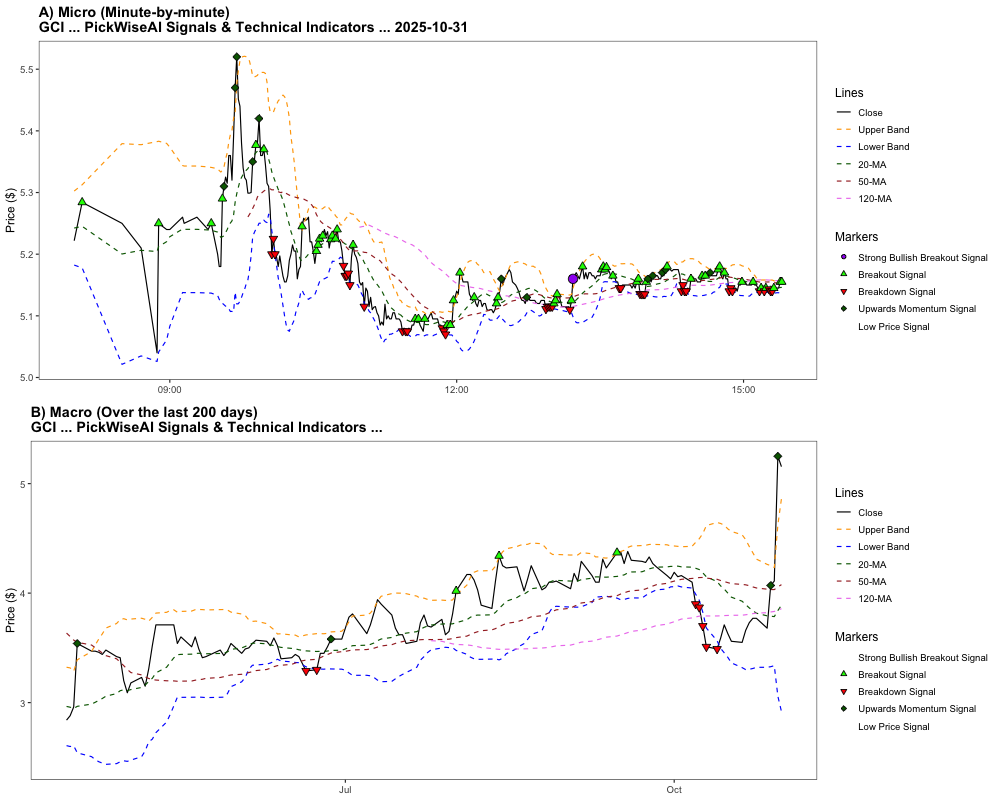 A) Micro (Minute-by-minute)
GCI ... PickWiseAI Signals & Technical Indicators ... 2025-10-31
Price ($)
5.5
5.4
5.3
5.2
5.1
5.0
09:00
12:00
15:00
Lines
Close
Upper Band
Lower Band
20-MA
50-MA
120-MA
Markers
Strong Bullish Breakout Signal
Breakout Signal
Breakdown Signal
Upwards Momentum Signal
Low Price Signal
B) Macro (Over the last 200 days)
GCI ... PickWiseAI Signals & Technical Indicators ...
Price ($)
5
4
3
Jul
Oct
Lines
Close
Upper Band
Lower Band
20-MA
50-MA
120-MA
Markers
Strong Bullish Breakout Signal
Breakout Signal
Breakdown Signal
Upwards Momentum Signal
Low Price Signal